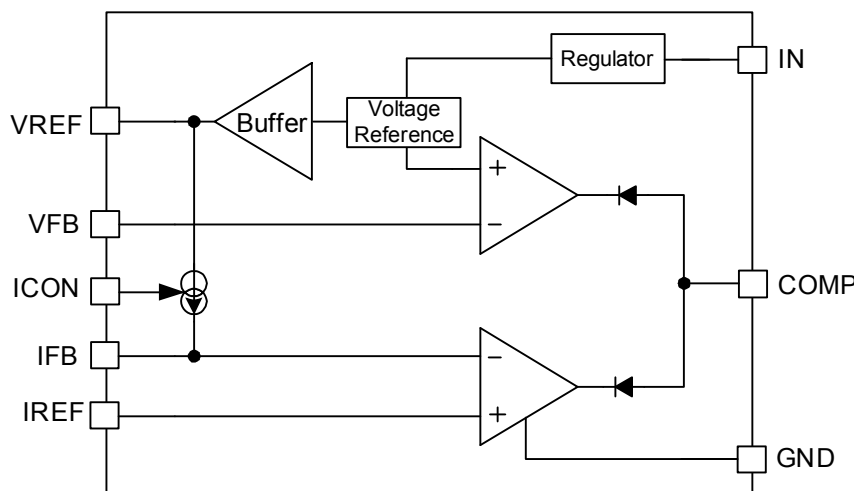 IN
Regulator
VREF
Buffer
Voltage
Reference
+
−
VFB
ICON
COMP
IFB
−
IREF
+
GND